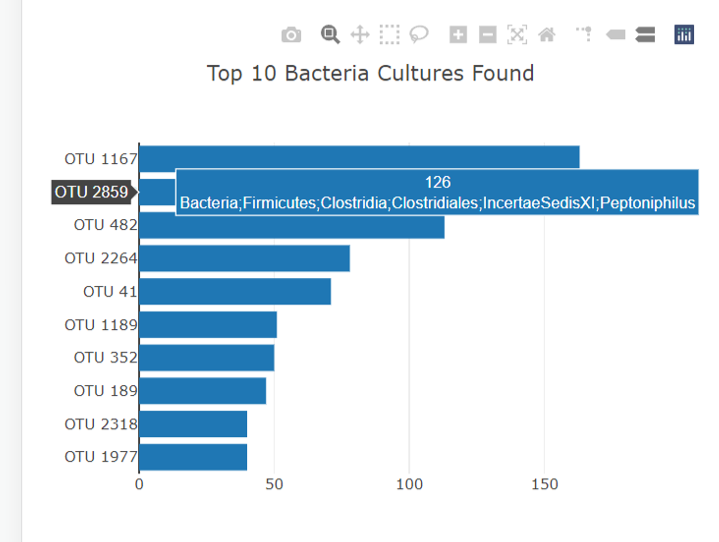 Top 10 Bacteria Cultures Found
OTU 1167
OTU 2859
126
Bacteria;Firmicutes;Clostridia;Clostridiales;IncertaeSedisXI;Peptoniphilus
OTU 482
OTU 2264
OTU 41
OTU 1189
OTU 352
OTU 189
OTU 2318
OTU 1977
0 50 100 150